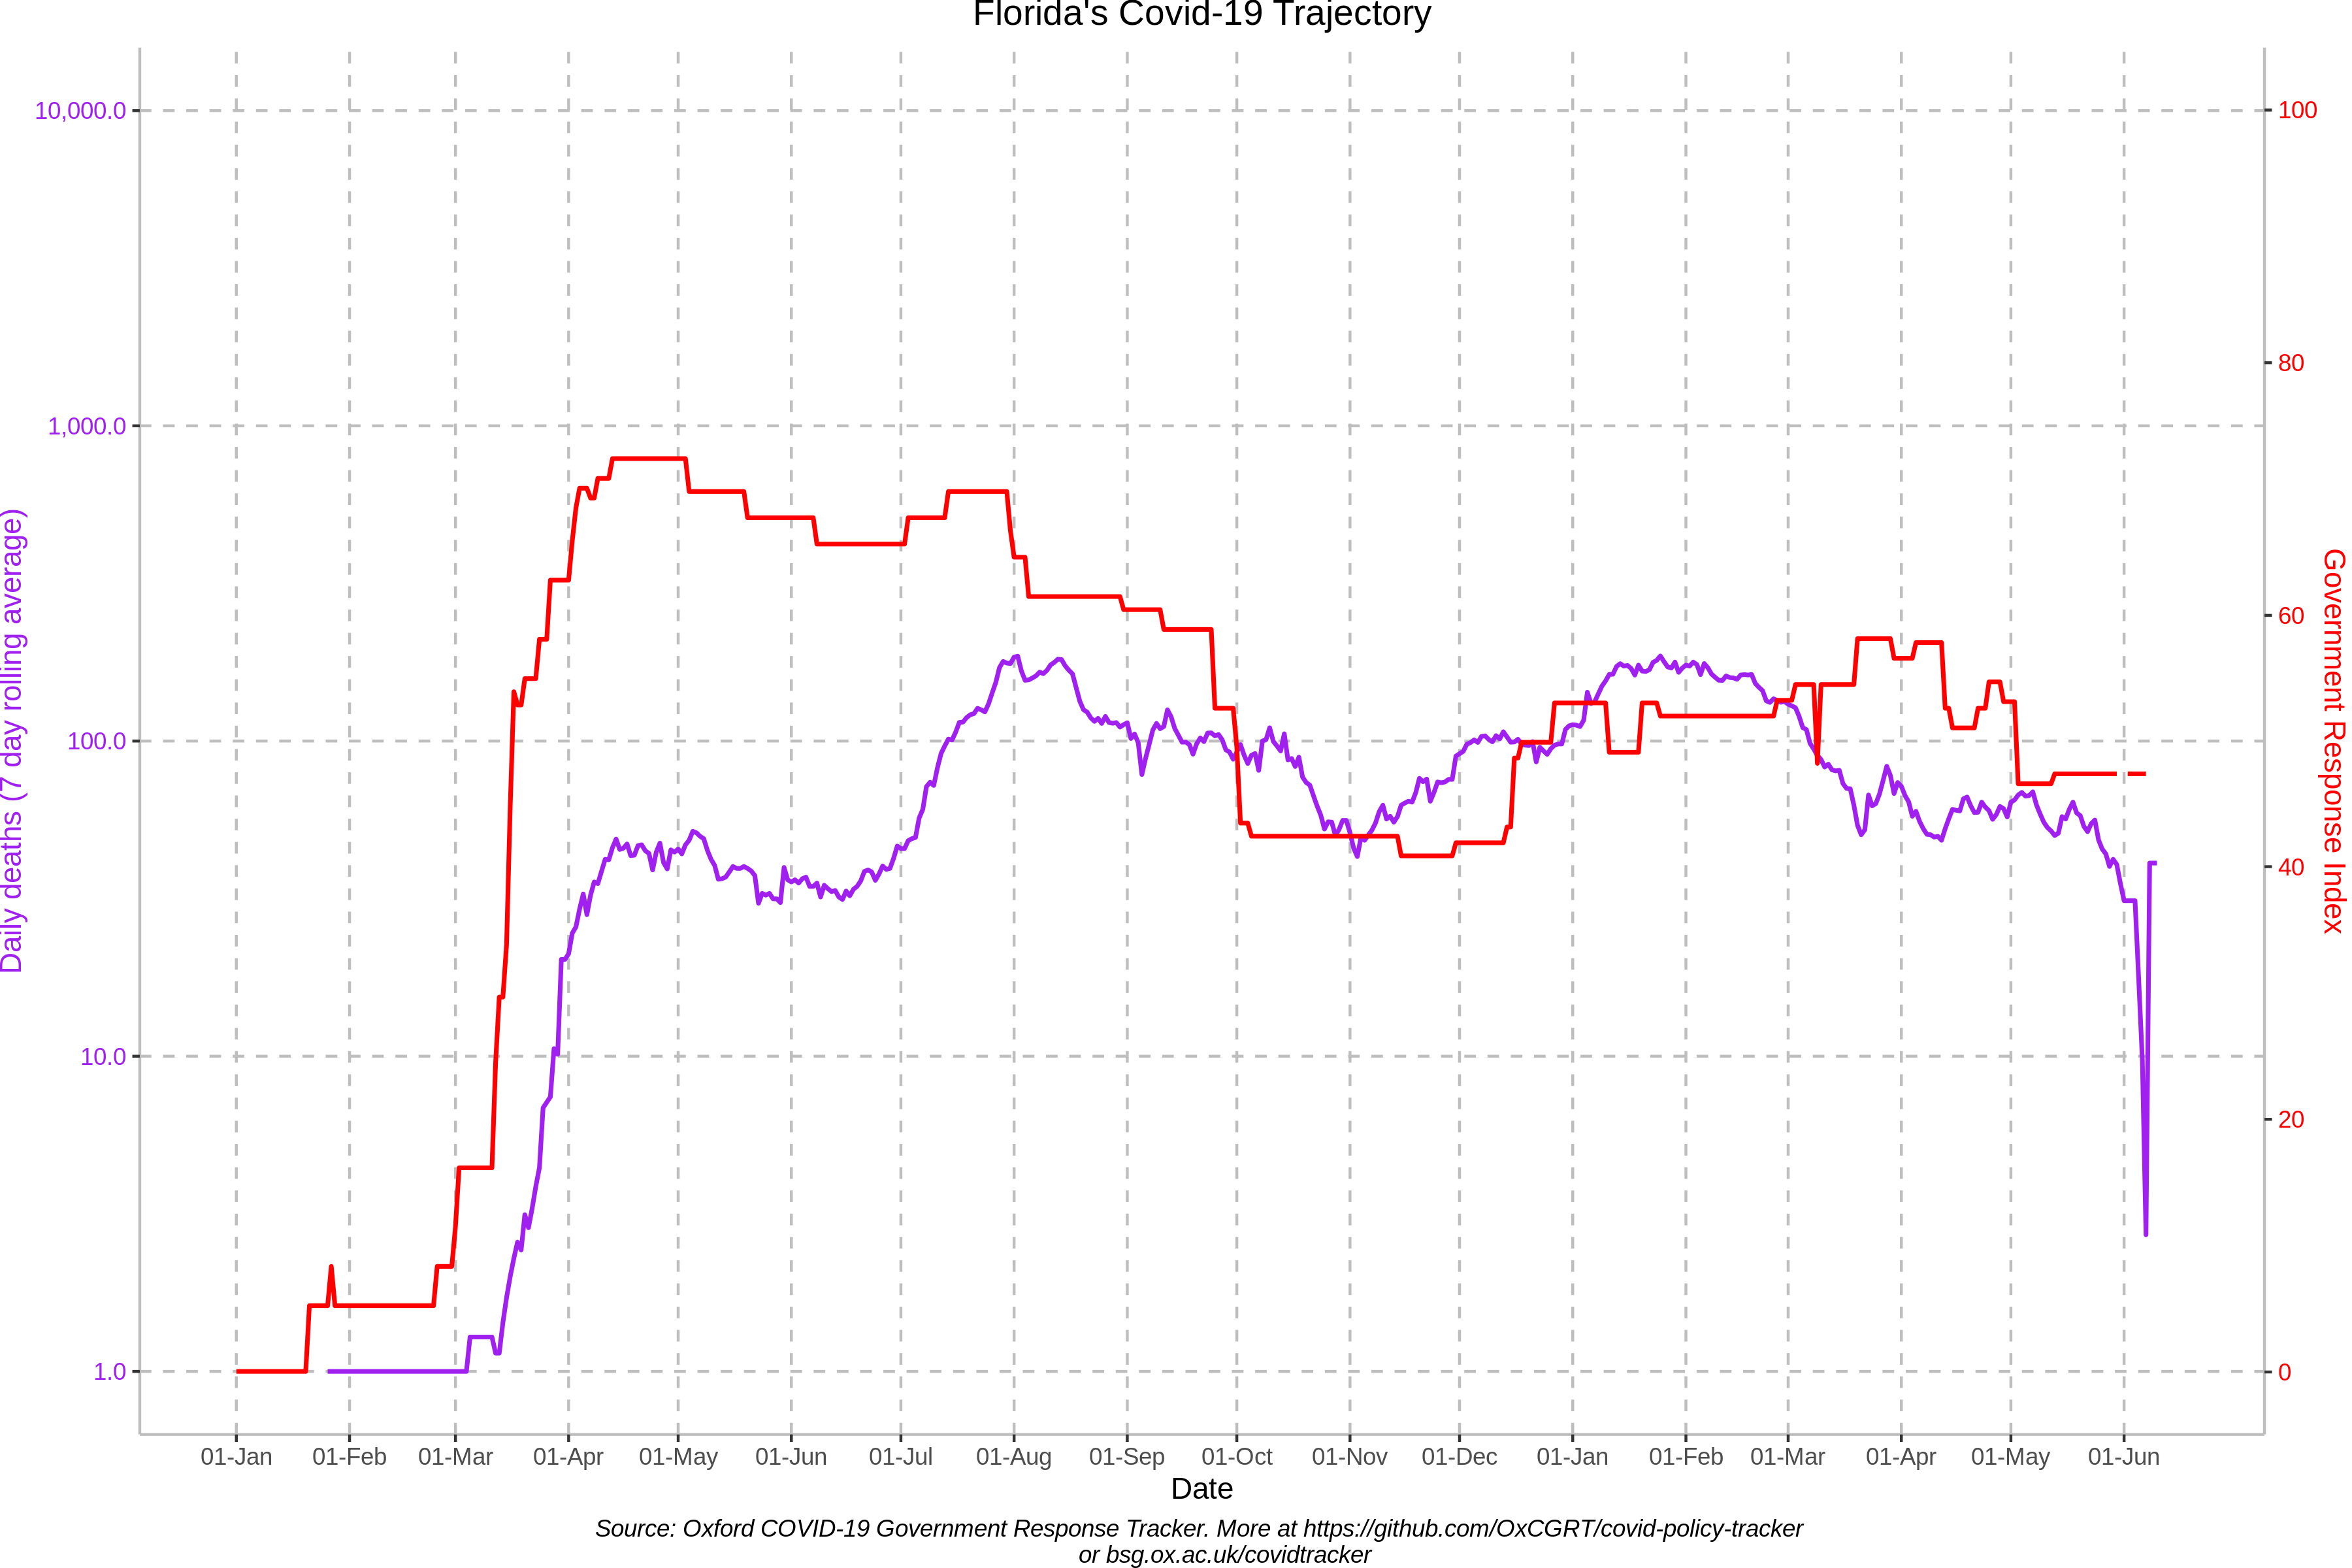 Florida's Covid-19 Trajectory
10,000.0
1,000.0
100.0
10.0
1.0
Daily deaths (7 day rolling average)
100
80
60
40
20
0
Government Response Index
01-Jan 01-Feb 01-Mar 01-Apr 01-May 01-Jun 01-Jul 01-Aug 01-Sep 01-Oct 01-Nov 01-Dec 01-Jan 01-Feb 01-Mar 01-Apr 01-May 01-Jun
Date
Source: Oxford COVID-19 Government Response Tracker. More at https://github.com/OxCGRT/covid-policy-tracker
or bsg.ox.ac.uk/covidtracker